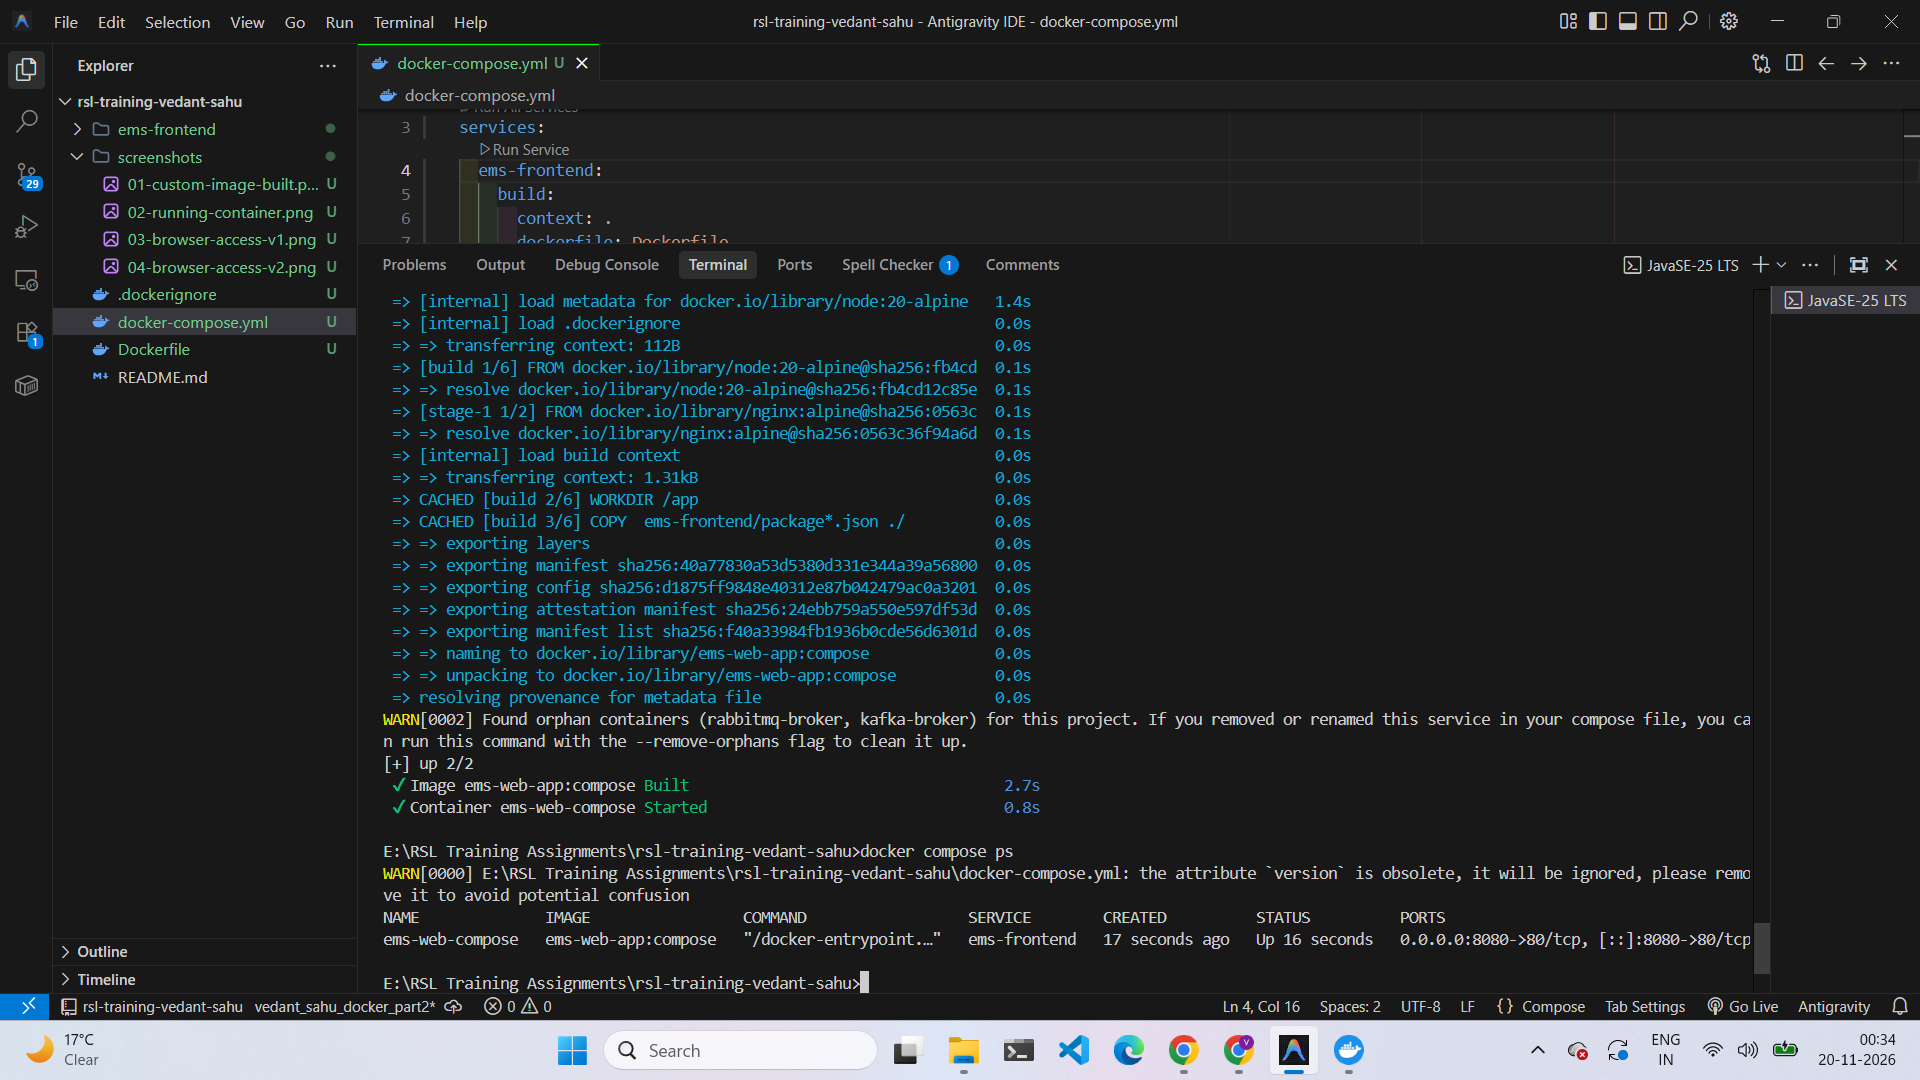 File Edit Selection View Go Run Terminal Help
rsl-training-vedant-sahu - Antigravity IDE - docker-compose.yml
Explorer
rsl-training-vedant-sahu
ems-frontend
screenshots
01-custom-image-built.p... U
02-running-container.png U
03-browser-access-v1.png U
04-browser-access-v2.png U
.dockerignore U
docker-compose.yml U
Dockerfile U
README.md
Outline
Timeline
29
1
docker-compose.yml U
docker-compose.yml
Run All Services
3 services:
Run Service
4 ems-frontend:
5 build:
6 context: .
7 dockerfile: Dockerfile
Problems Output Debug Console Terminal Ports Spell Checker 1 Comments
JavaSE-25 LTS
JavaSE-25 LTS
=> [internal] load metadata for docker.io/library/node:20-alpine 1.4s
=> [internal] load .dockerignore 0.0s
=> => transferring context: 112B 0.0s
=> [build 1/6] FROM docker.io/library/node:20-alpine@sha256:fb4cd 0.1s
=> => resolve docker.io/library/node:20-alpine@sha256:fb4cd12c85e 0.1s
=> [stage-1 1/2] FROM docker.io/library/nginx:alpine@sha256:0563c 0.1s
=> => resolve docker.io/library/nginx:alpine@sha256:0563c36f94a6d 0.1s
=> [internal] load build context 0.0s
=> => transferring context: 1.31kB 0.0s
=> CACHED [build 2/6] WORKDIR /app 0.0s
=> CACHED [build 3/6] COPY ems-frontend/package*.json ./ 0.0s
=> => exporting layers 0.0s
=> => exporting manifest sha256:40a77830a53d5380d331e344a39a56800 0.0s
=> => exporting config sha256:d1875ff9848e40312e87b042479ac0a3201 0.0s
=> => exporting attestation manifest sha256:24ebb759a550e597df53d 0.0s
=> => exporting manifest list sha256:f40a33984fb1936b0cde56d6301d 0.0s
=> => naming to docker.io/library/ems-web-app:compose 0.0s
=> => unpacking to docker.io/library/ems-web-app:compose 0.0s
=> resolving provenance for metadata file 0.0s
WARN[0002] Found orphan containers (rabbitmq-broker, kafka-broker) for this project. If you removed or renamed this service in your compose file, you ca
n run this command with the --remove-orphans flag to clean it up.
[+] up 2/2
✓ Image ems-web-app:compose Built 2.7s
✓ Container ems-web-compose Started 0.8s
E:\RSL Training Assignments\rsl-training-vedant-sahu>docker compose ps
WARN[0000] E:\RSL Training Assignments\rsl-training-vedant-sahu\docker-compose.yml: the attribute `version` is obsolete, it will be ignored, please remo
ve it to avoid potential confusion
NAME IMAGE COMMAND SERVICE CREATED STATUS PORTS
ems-web-compose ems-web-app:compose "/docker-entrypoint.…" ems-frontend 17 seconds ago Up 16 seconds 0.0.0.0:8080->80/tcp, [::]:8080->80/tcp
E:\RSL Training Assignments\rsl-training-vedant-sahu>
rsl-training-vedant-sahu vedant_sahu_docker_part2* 0 0 Ln 4, Col 16 Spaces: 2 UTF-8 LF {} Compose Tab Settings Go Live Antigravity
17°C
Clear
Search
ENG
IN
00:34
20-11-2026